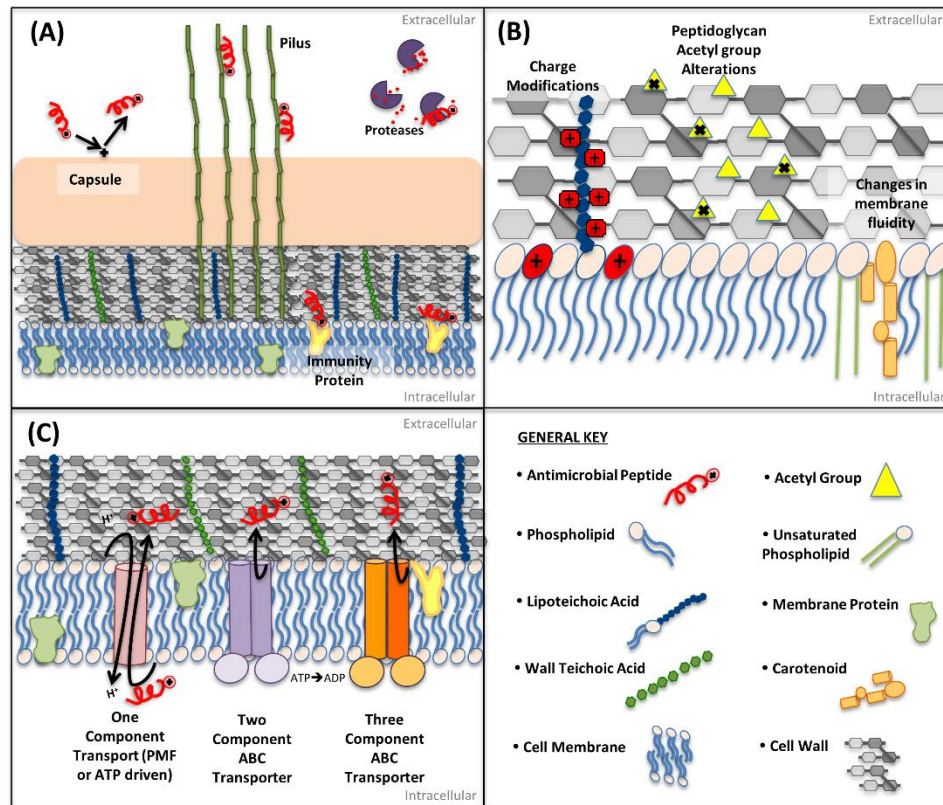 (A)
Extracellular
Pilus
Proteases
Capsule
Immunity
Protein
Intracellular
(B)
Extracellular
Peptidoglycan
Acetyl group
Alterations
Charge
Modifications
Changes in
membrane
fluidity
Intracellular
(C)
Extracellular
H⁺
H⁺
ATP➔ADP
One
Component
Transport (PMF
or ATP driven)
Two
Component
ABC
Transporter
Three
Component
ABC
Transporter
Intracellular
GENERAL KEY
• Antimicrobial Peptide
• Phospholipid
• Lipoteichoic Acid
• Wall Teichoic Acid
• Cell Membrane
• Acetyl Group
• Unsaturated
Phospholipid
• Membrane Protein
• Carotenoid
• Cell Wall